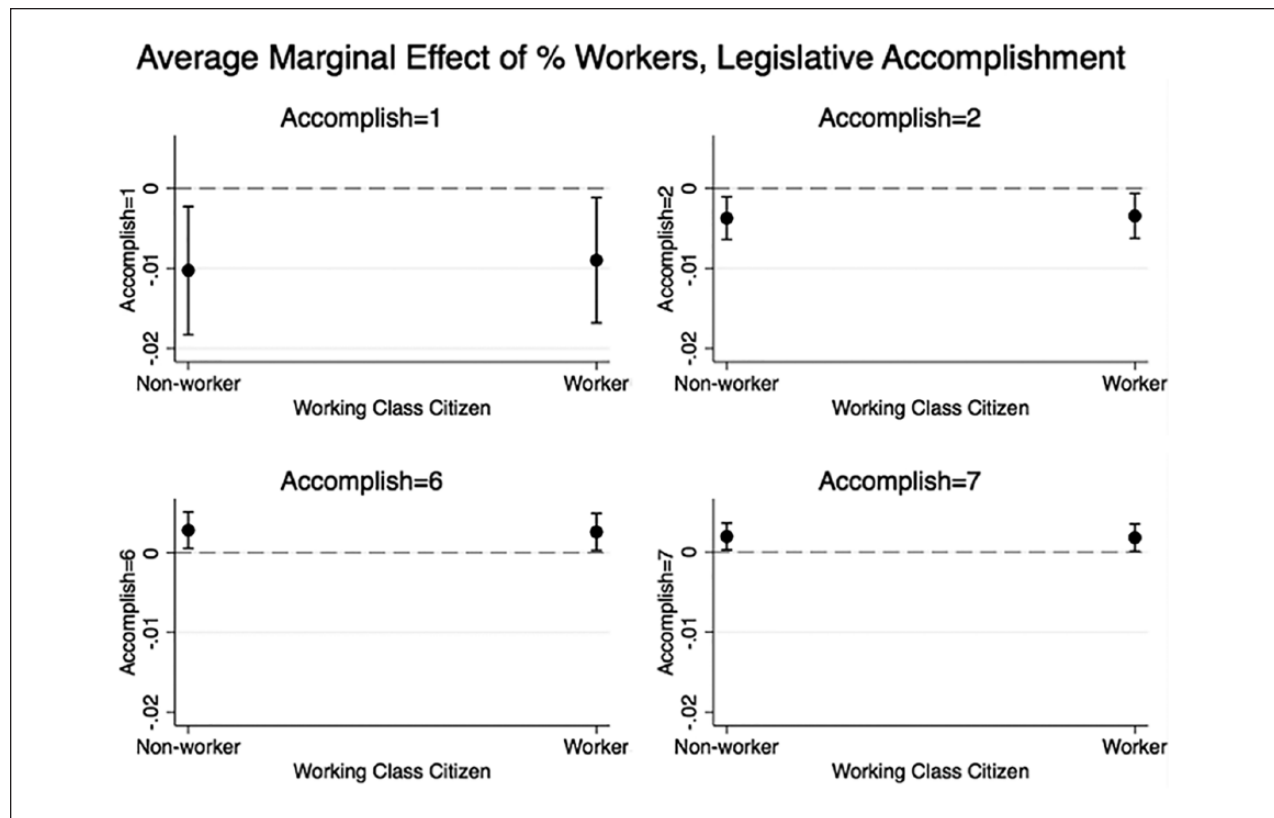 Average Marginal Effect of % Workers, Legislative Accomplishment
Accomplish=1
Accomplish=1
0
-.01
-.02
Non-worker
Worker
Working Class Citizen
Accomplish=2
Accomplish=2
0
-.01
-.02
Non-worker
Worker
Working Class Citizen
Accomplish=6
Accomplish=6
0
-.01
-.02
Non-worker
Worker
Working Class Citizen
Accomplish=7
Accomplish=7
0
-.01
-.02
Non-worker
Worker
Working Class Citizen